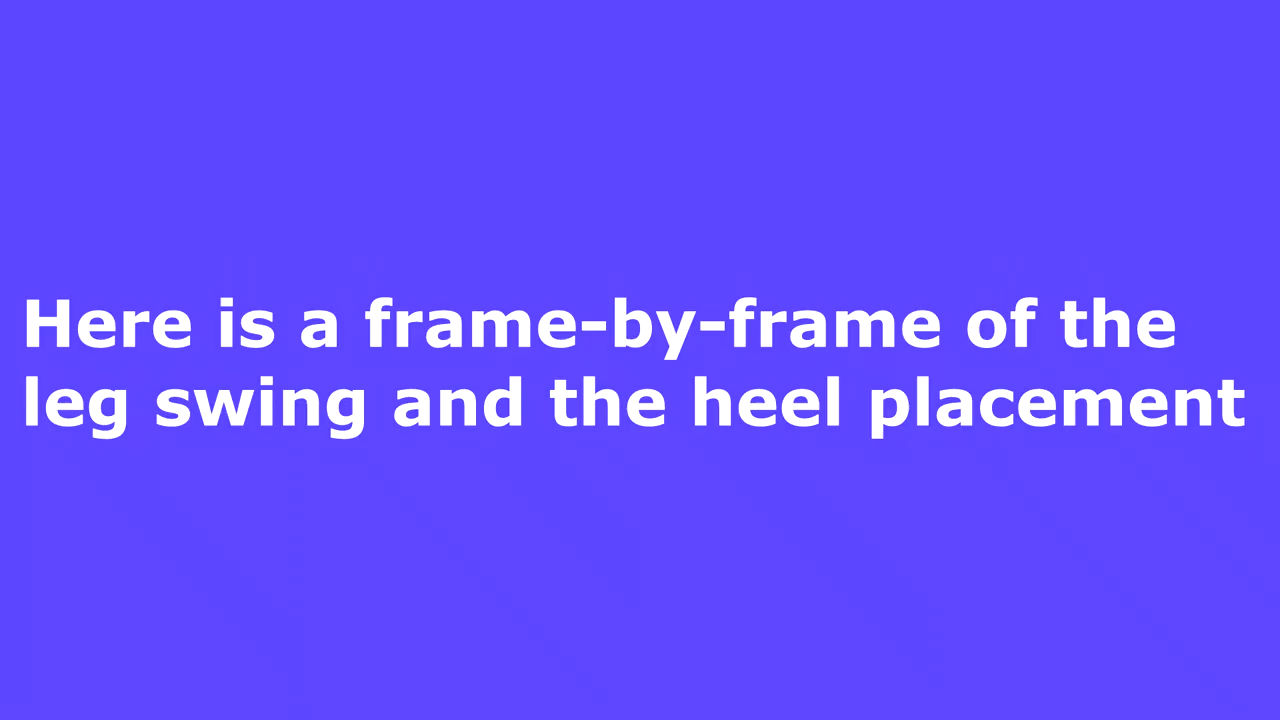 Here is a frame-by-frame of the
leg swing and the heel placement